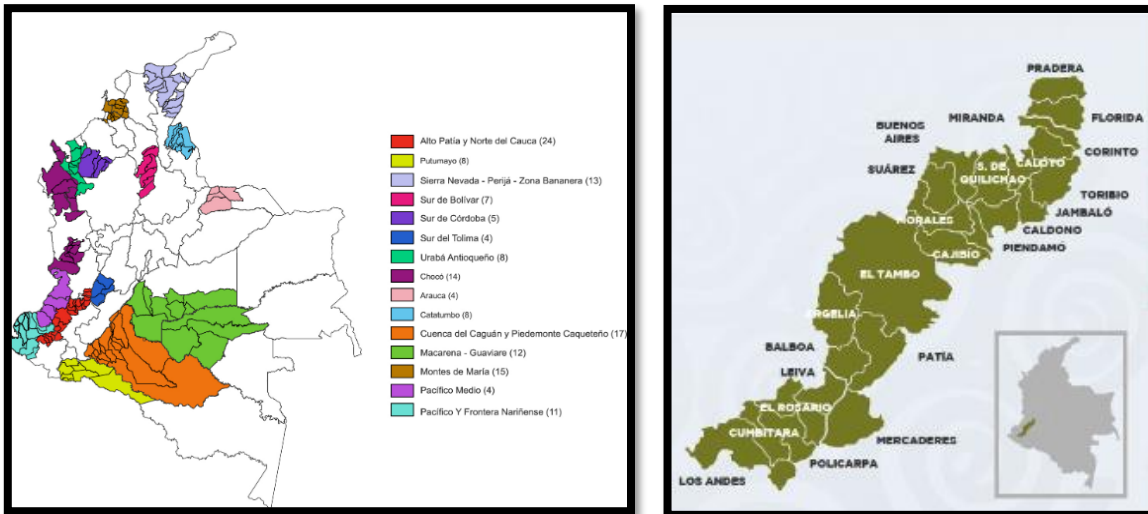 Alto Patía y Norte del Cauca (24)
Putumayo (8)
Sierra Nevada - Perijá - Zona Bananera (13)
Sur de Bolívar (7)
Sur de Córdoba (5)
Sur del Tolima (4)
Urabá Antioqueño (8)
Chocó (14)
Arauca (4)
Catatumbo (8)
Cuenca del Caguán y Piedemonte Caqueteño (17)
Macarena - Guaviare (12)
Montes de María (15)
Pacífico Medio (4)
Pacífico Y Frontera Nariñense (11)
PRADERA
MIRANDA
FLORIDA
BUENOS
AIRES
CORINTO
SUÁREZ
S. DE
QUILICHAO
CALOTO
TORIBIO
JAMBALÓ
MORALES
CALDONO
PIENDAMÓ
CAJIBÍO
EL TAMBO
ARGELIA
BALBOA
PATÍA
LEIVA
EL ROSARIO
CUMBITARA
MERCADERES
POLICARPA
LOS ANDES